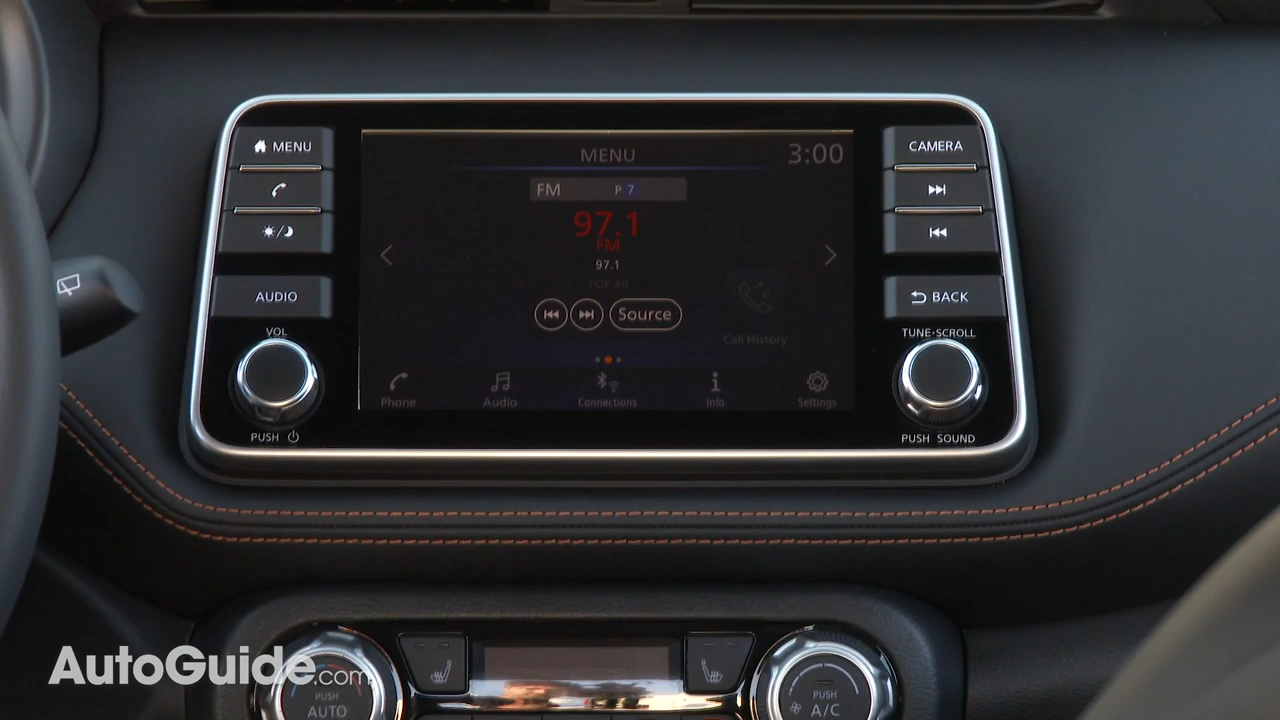 MENU
AUDIO
VOL
PUSH
MENU
3:00
FM
P 7
97.1
FM
97.1
TOP 40
Source
Call History
Phone
Audio
Connections
Info
Settings
CAMERA
BACK
TUNE·SCROLL
PUSH SOUND
AutoGuide.com
PUSH
AUTO
PUSH
A/C